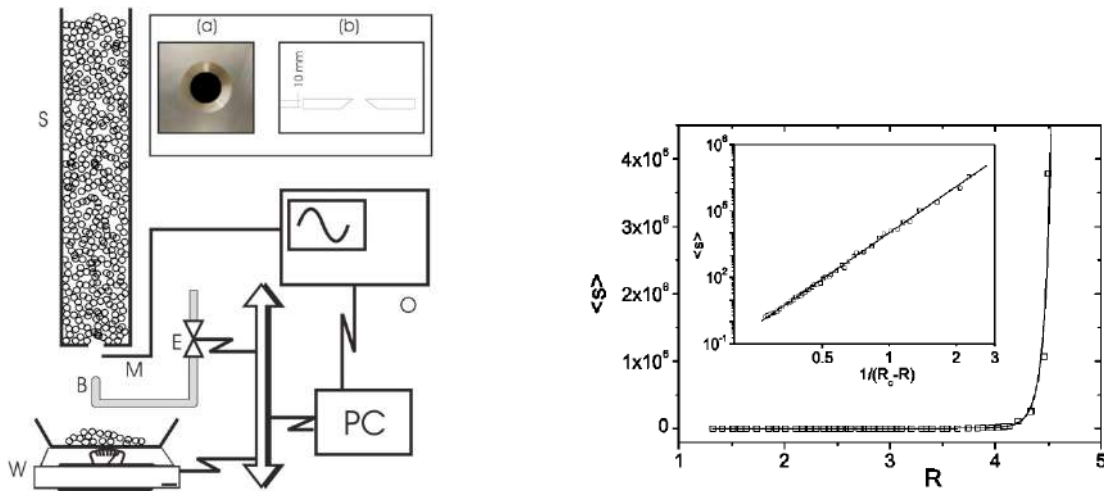 (a)
(b)
10 mm
S
M
E
O
B
PC
W
4x10⁶
3x10⁶
2x10⁶
1x10⁶
0
<s>
1
2
3
4
5
R
10⁸
10⁵
10²
10⁻¹
<s>
0.5
1
2
3
1/(R_c-R)